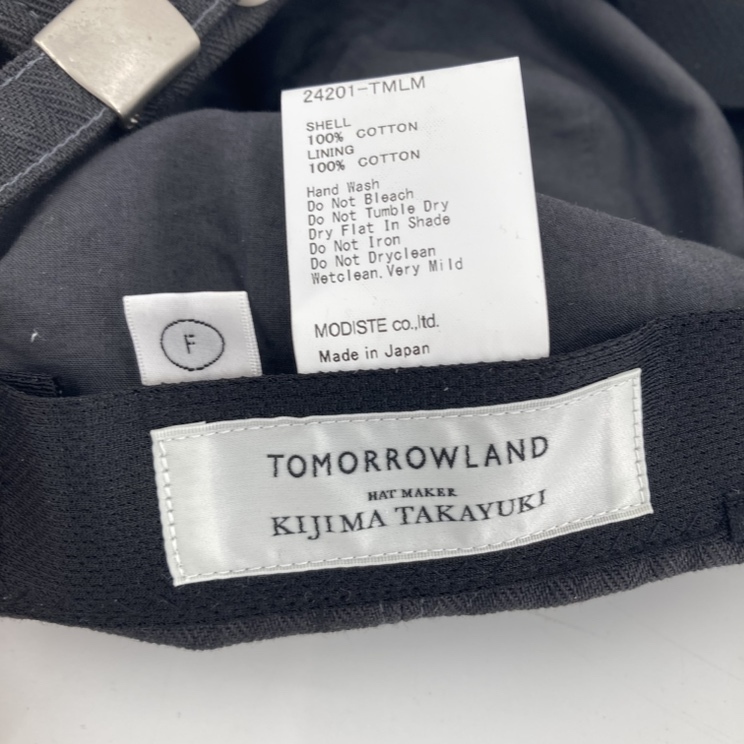 24201-TMLM
SHELL
100% COTTON
LINING
100% COTTON
Hand Wash
Do Not Bleach
Do Not Tumble Dry
Dry Flat In Shade
Do Not Iron
Do Not Dryclean
Wetclean,Very Mild
MODISTE co.,ltd.
Made in Japan
F
TOMORROWLAND
HAT MAKER
KIJIMA TAKAYUKI